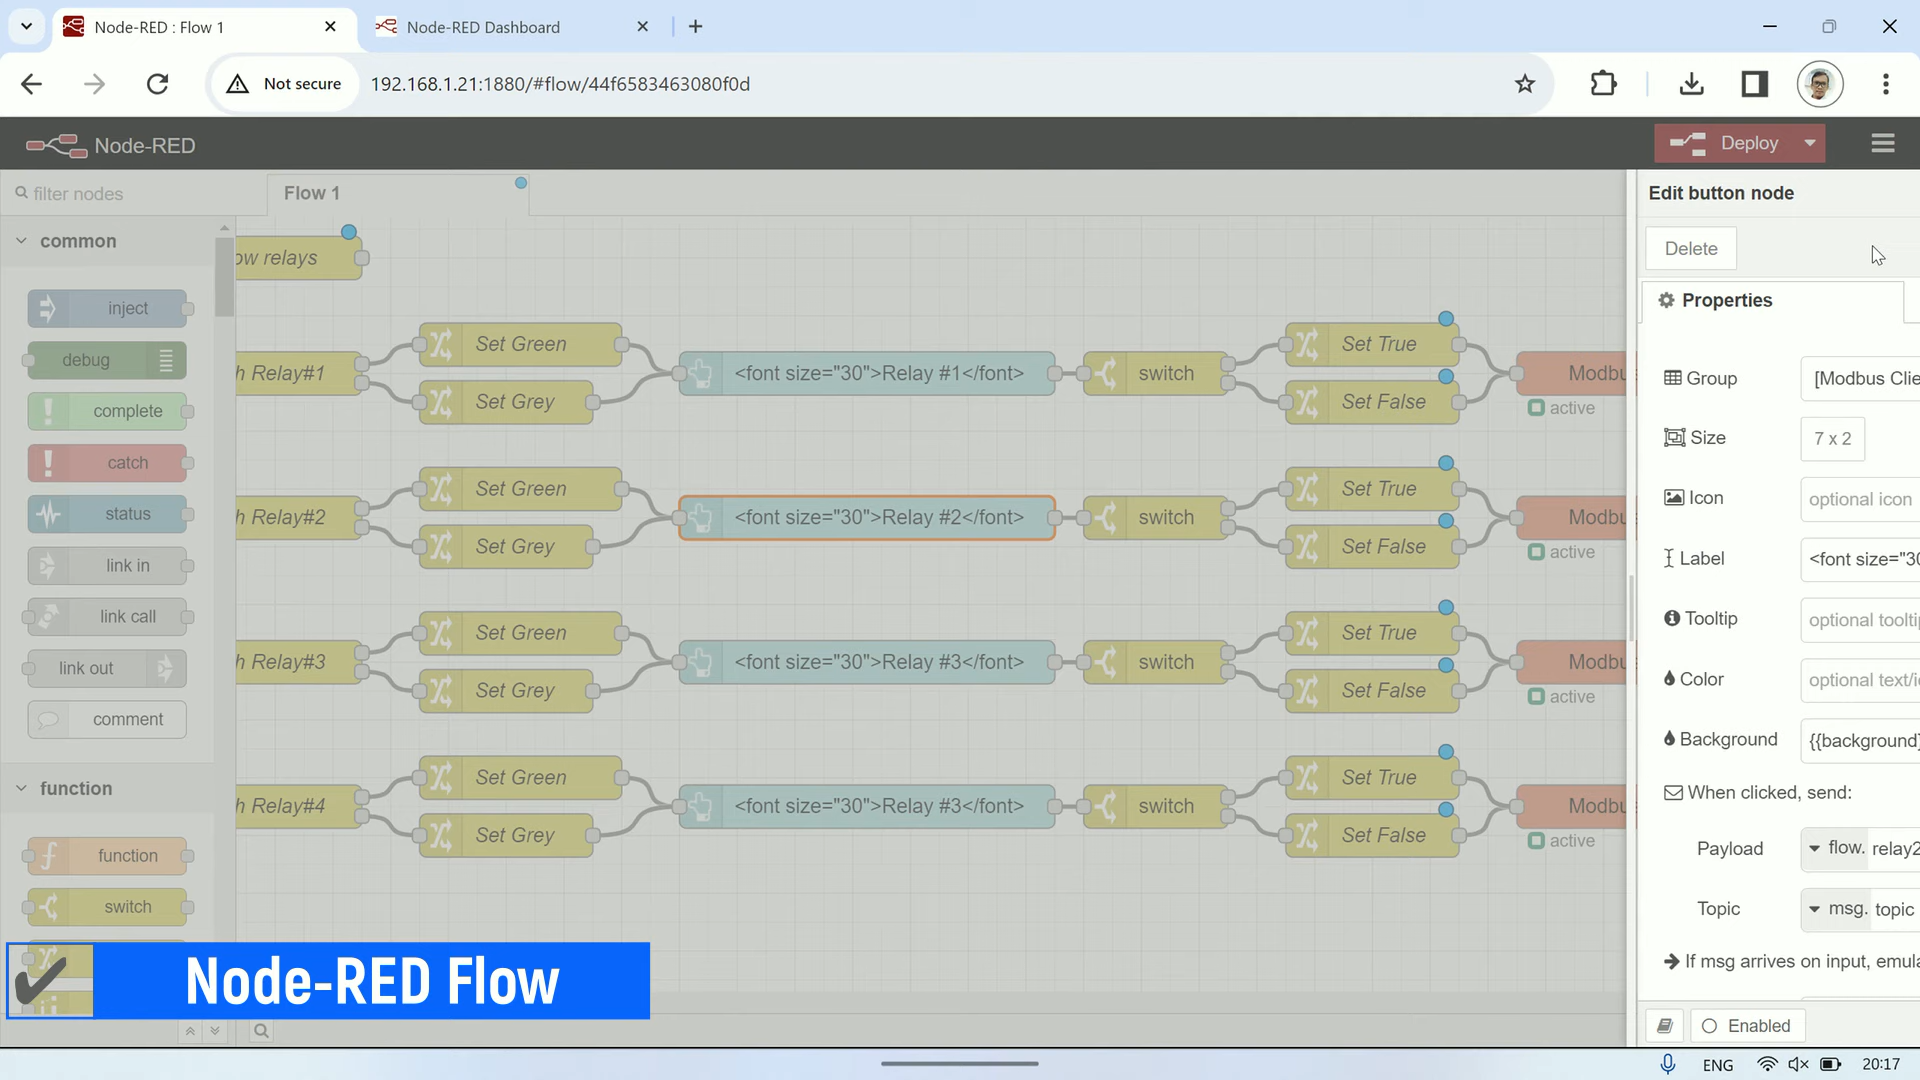 Node-RED : Flow 1
Node-RED Dashboard
Not secure
192.168.1.21:1880/#flow/44f6583463080f0d
Node-RED
Deploy
filter nodes
Flow 1
Edit button node
Delete
Properties
common
inject
debug
complete
catch
status
link in
link call
link out
comment
function
function
switch
ow relays
h Relay#1
Set Green
Set Grey
<font size="30">Relay #1</font>
switch
Set True
Set False
Modbu
active
h Relay#2
Set Green
Set Grey
<font size="30">Relay #2</font>
switch
Set True
Set False
Modbu
active
h Relay#3
Set Green
Set Grey
<font size="30">Relay #3</font>
switch
Set True
Set False
Modbu
active
h Relay#4
Set Green
Set Grey
<font size="30">Relay #3</font>
switch
Set True
Set False
Modbu
active
Group
[Modbus Clie
Size
7 x 2
Icon
optional icon
Label
<font size="30
Tooltip
optional tooltip
Color
optional text/ic
Background
{{background}
When clicked, send:
Payload
flow. relay2
Topic
msg. topic
If msg arrives on input, emula
Enabled
Node-RED Flow
ENG
20:17